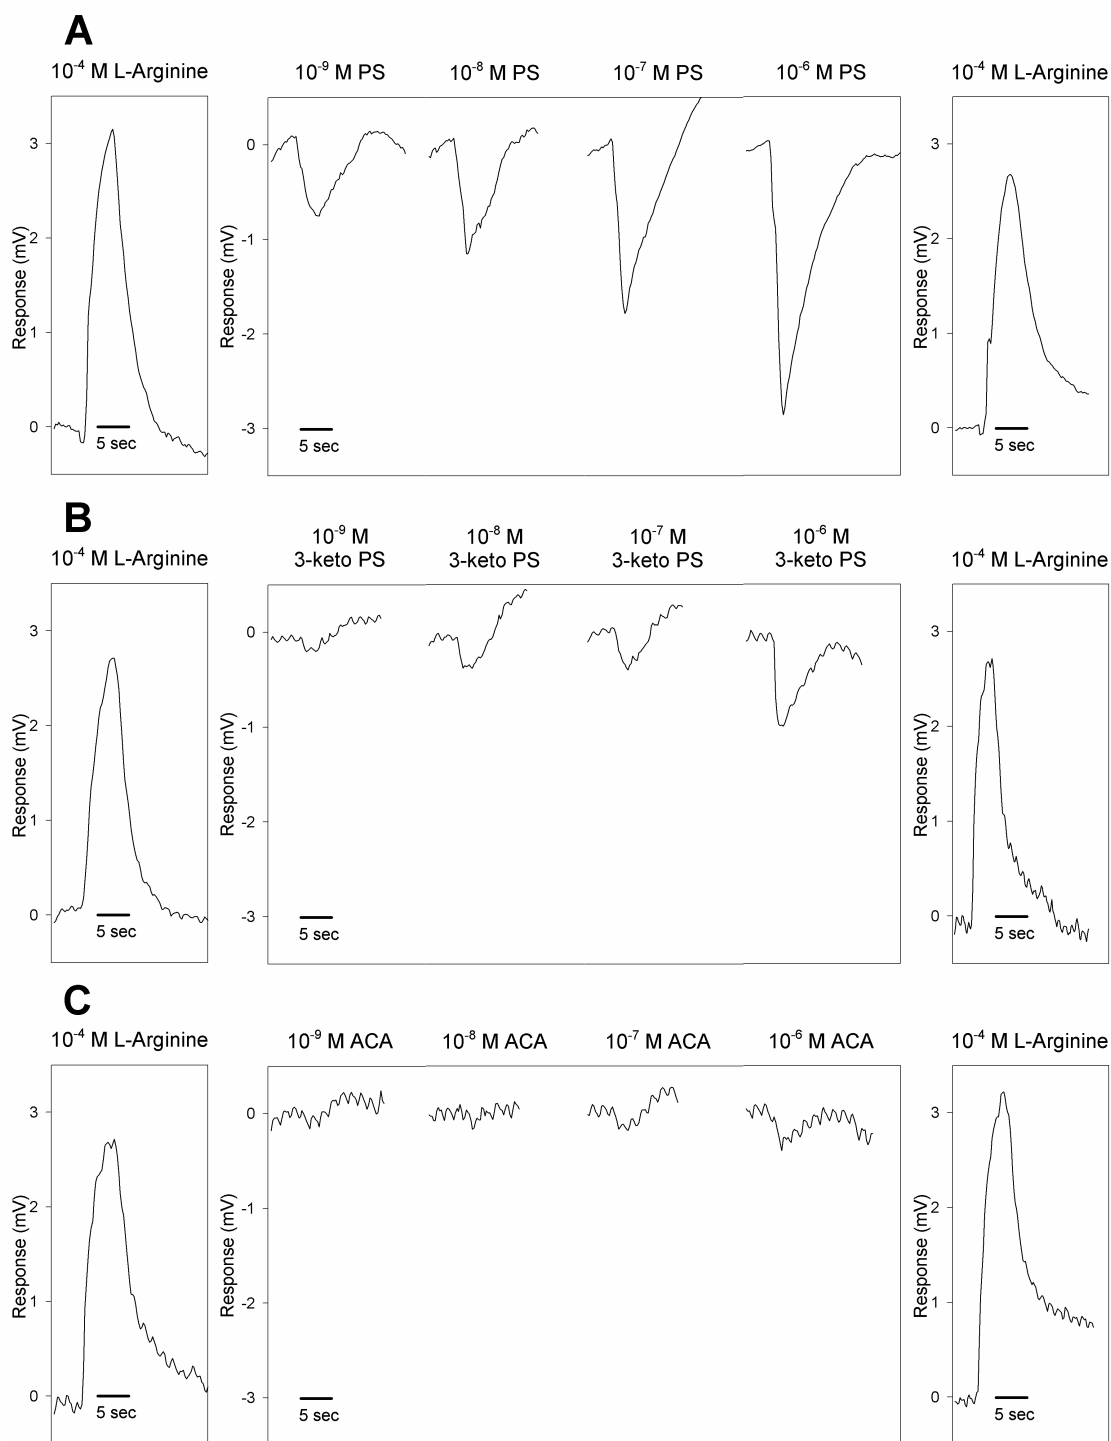 A
10⁻⁴ M L-Arginine
10⁻⁹ M PS
10⁻⁸ M PS
10⁻⁷ M PS
10⁻⁶ M PS
10⁻⁴ M L-Arginine
Response (mV)
3
2
1
0
5 sec
Response (mV)
0
-1
-2
-3
5 sec
Response (mV)
3
2
1
0
5 sec
B
10⁻⁴ M L-Arginine
10⁻⁹ M
3-keto PS
10⁻⁸ M
3-keto PS
10⁻⁷ M
3-keto PS
10⁻⁶ M
3-keto PS
10⁻⁴ M L-Arginine
Response (mV)
3
2
1
0
5 sec
Response (mV)
0
-1
-2
-3
5 sec
Response (mV)
3
2
1
0
5 sec
C
10⁻⁴ M L-Arginine
10⁻⁹ M ACA
10⁻⁸ M ACA
10⁻⁷ M ACA
10⁻⁶ M ACA
10⁻⁴ M L-Arginine
Response (mV)
3
2
1
0
5 sec
Response (mV)
0
-1
-2
-3
5 sec
Response (mV)
3
2
1
0
5 sec